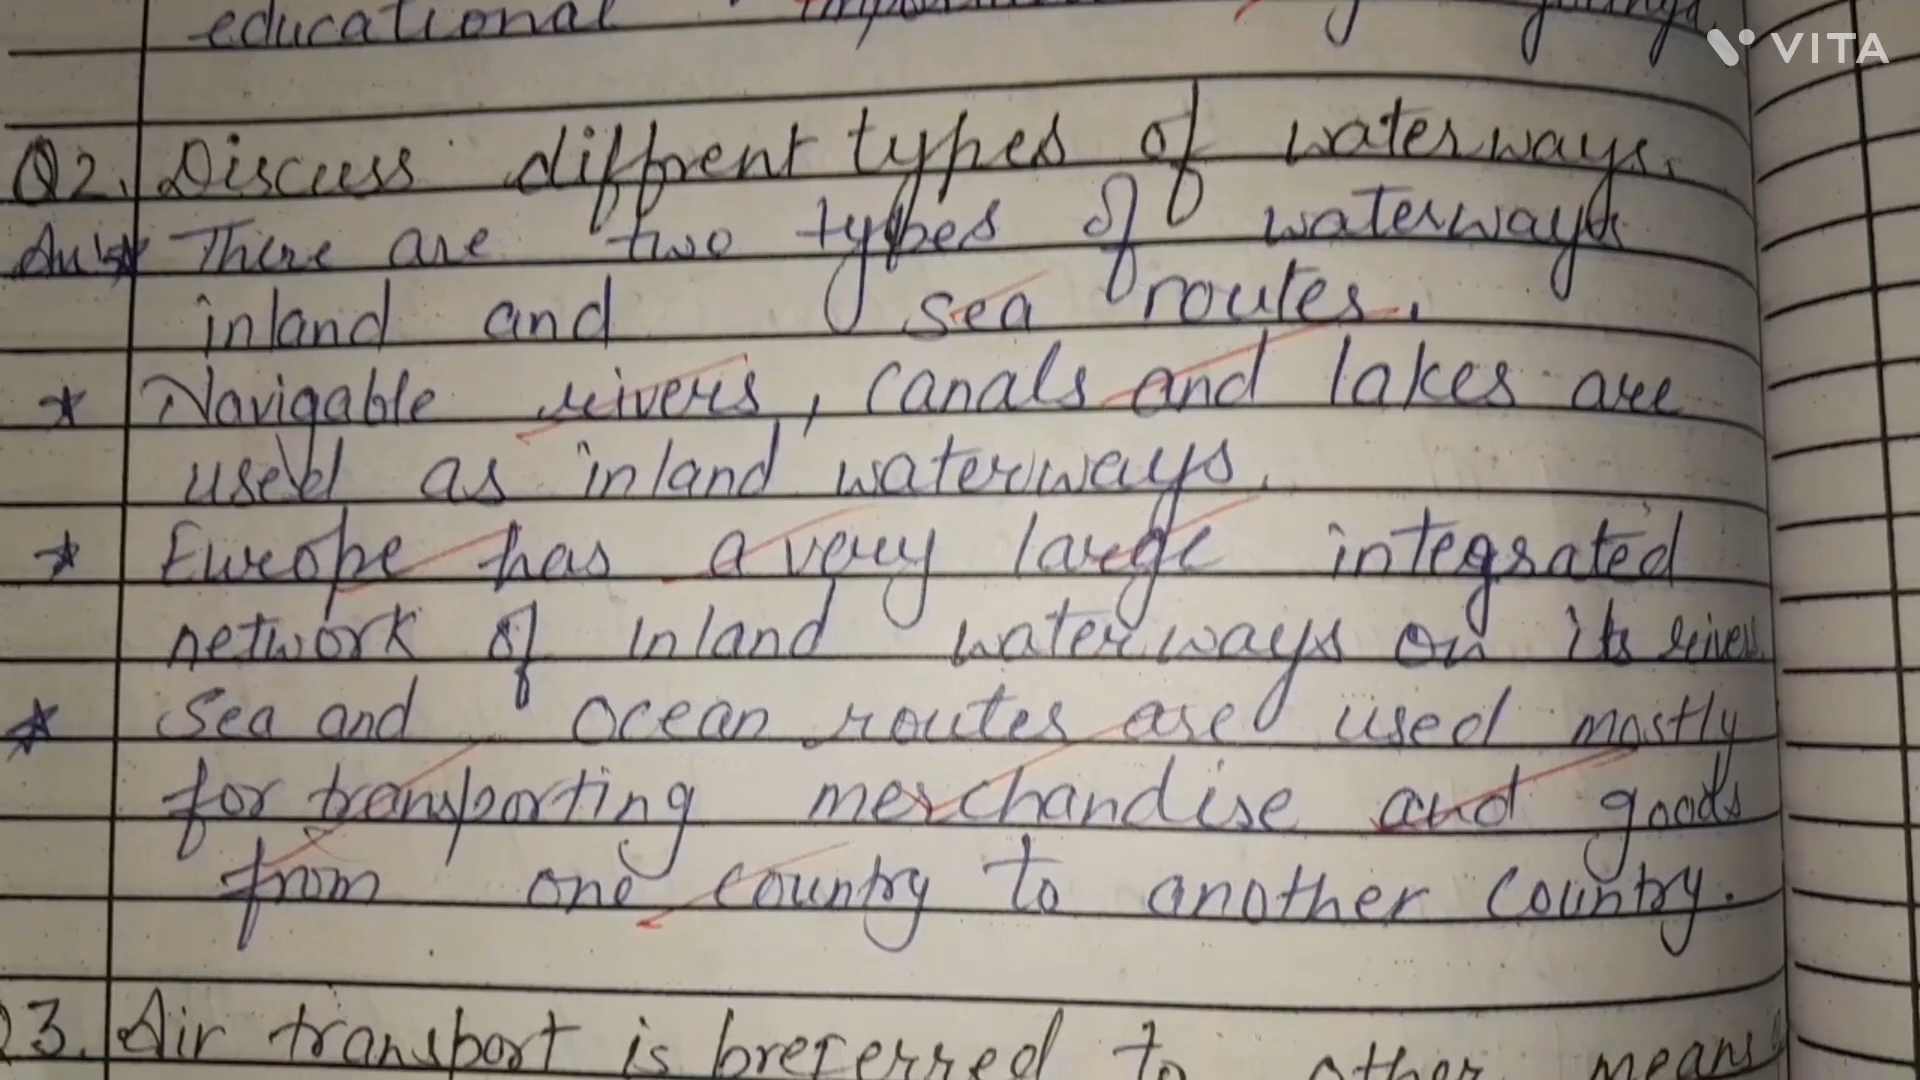 educational
VITA
Q2. Discuss diffrent types of waterways.
Ans There are two types of waterways
inland and sea routes.
* Navigable rivers, canals and lakes are
used as inland waterways.
* Europe has a very large integrated
network of inland waterways on its rivers
* Sea and ocean routes are used mostly
for transporting merchandise and goods
from one country to another country.
Q3. Air transport is preferred to other means